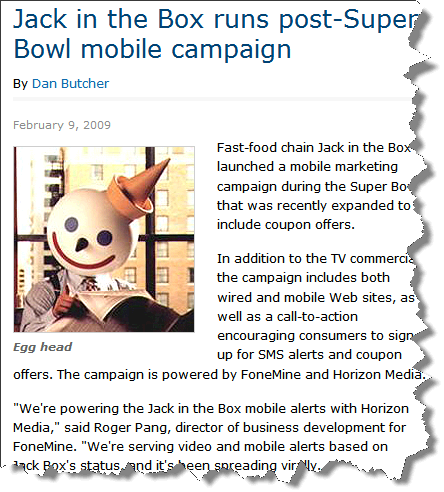 Jack in the Box runs post-Super
Bowl mobile campaign
By Dan Butcher
February 9, 2009
Fast-food chain Jack in the Box
launched a mobile marketing
campaign during the Super Bo
that was recently expanded to
include coupon offers.
In addition to the TV commercia
the campaign includes both
wired and mobile Web sites, as
well as a call-to-action
encouraging consumers to sign
up for SMS alerts and coupon
offers. The campaign is powered by FoneMine and Horizon Media.
Egg head
"We're powering the Jack in the Box mobile alerts with Horizon
Media," said Roger Pang, director of business development for
FoneMine. "We're serving video and mobile alerts based on
Jack Box's status, and it's been spreading virally.